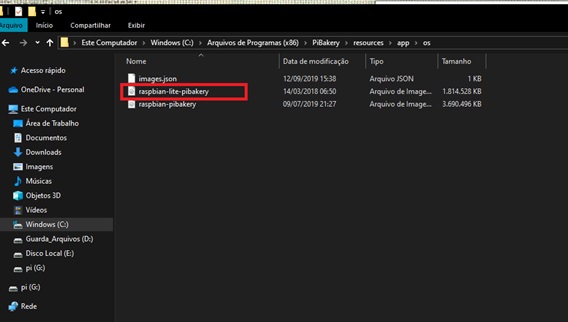 os
Arquivo Início Compartilhar Exibir
Este Computador > Windows (C:) > Arquivos de Programas (x86) > PiBakery > resources > app > os
Nome Data de modificação Tipo Tamanho
Acesso rápido
OneDrive - Personal
Este Computador
Área de Trabalho
Documentos
Downloads
Imagens
Músicas
Objetos 3D
Vídeos
Windows (C:)
Guarda_Arquivos (D:)
Disco Local (E:)
pi (G:)
pi (G:)
Rede
images.json 12/09/2019 15:38 Arquivo JSON 1 KB
raspbian-lite-pibakery 14/03/2018 06:50 Arquivo de Image... 1.814.528 KB
raspbian-pibakery 09/07/2019 21:27 Arquivo de Image... 3.690.496 KB